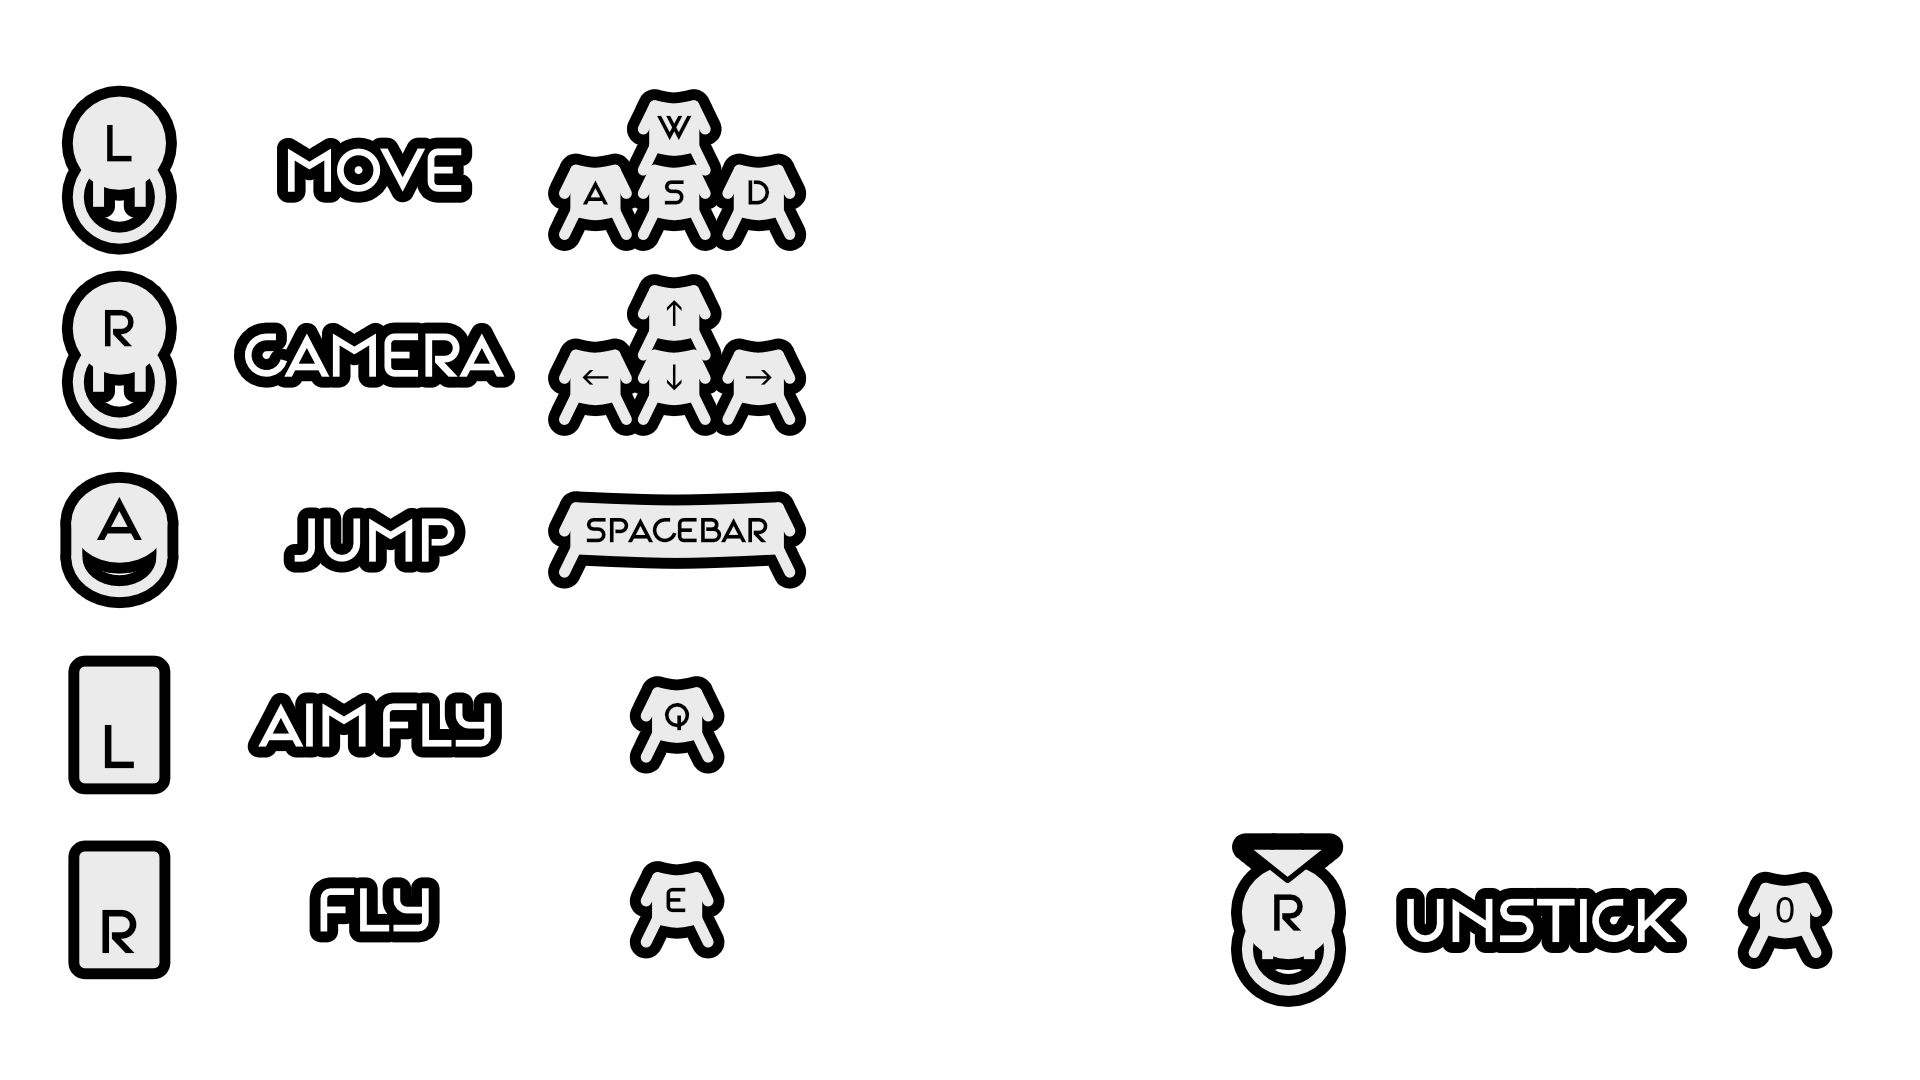 L MOVE W A S D
R CAMERA ↑ ← ↓ →
A JUMP SPACEBAR
L AIM FLY Q
R FLY E
R UNSTICK 0